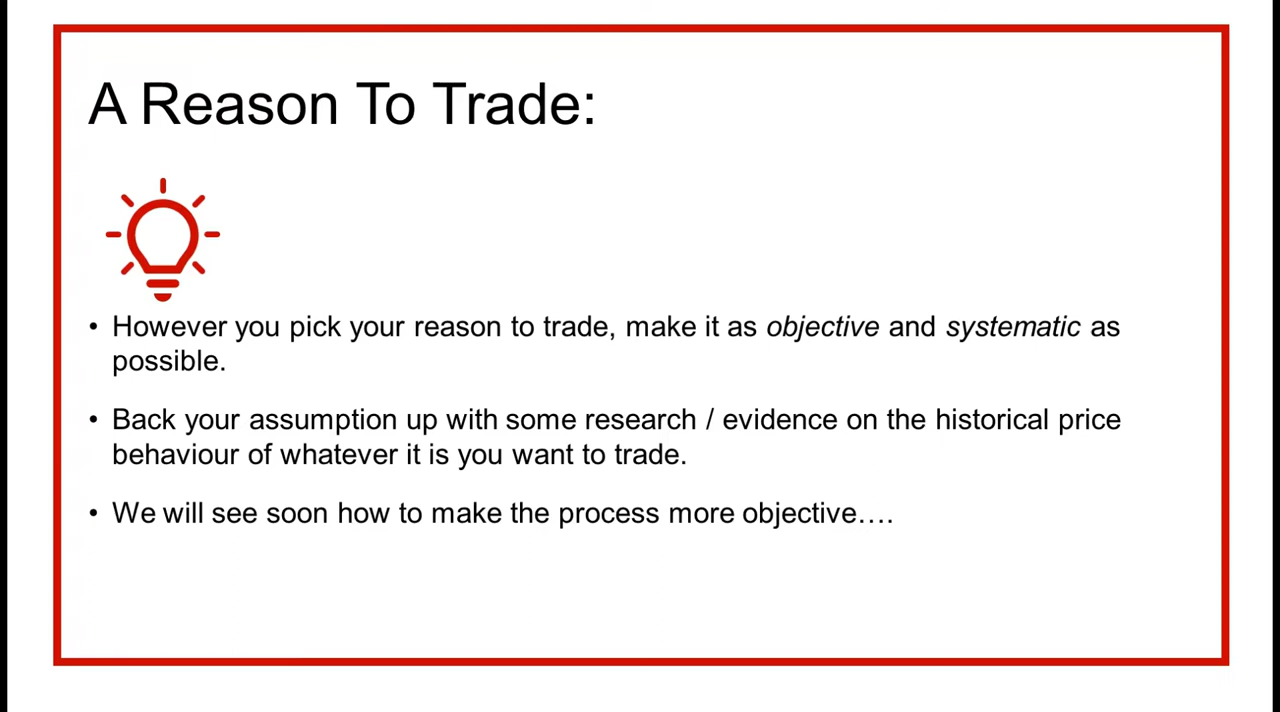 A Reason To Trade:
• However you pick your reason to trade, make it as objective and systematic as
possible.
• Back your assumption up with some research / evidence on the historical price
behaviour of whatever it is you want to trade.
• We will see soon how to make the process more objective….